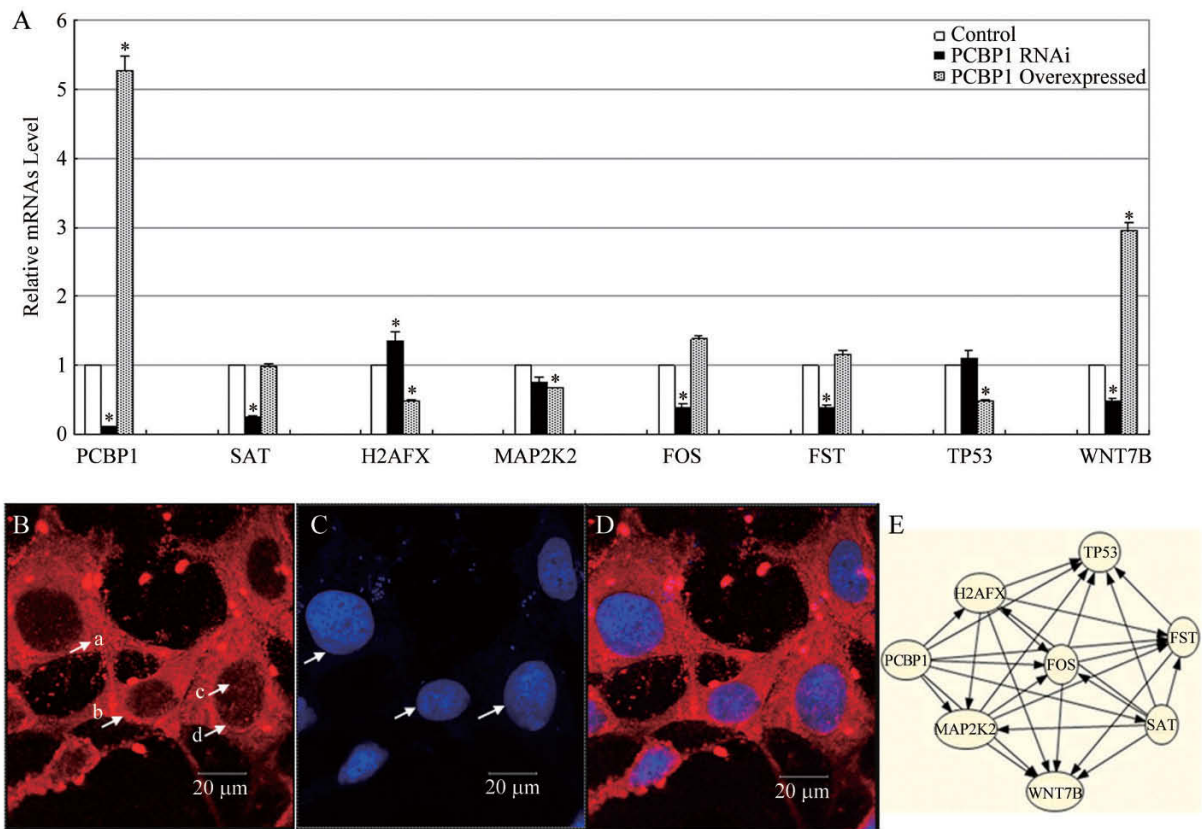 A
Relative mRNAs Level
6
5
4
3
2
1
0
Control
PCBP1 RNAi
PCBP1 Overexpressed
*
*
*
*
*
*
*
*
*
*
*
PCBP1 SAT H2AFX MAP2K2 FOS FST TP53 WNT7B
B
a
b
c
d
20 μm
C
20 μm
D
20 μm
E
TP53
H2AFX
FST
PCBP1
FOS
SAT
MAP2K2
WNT7B